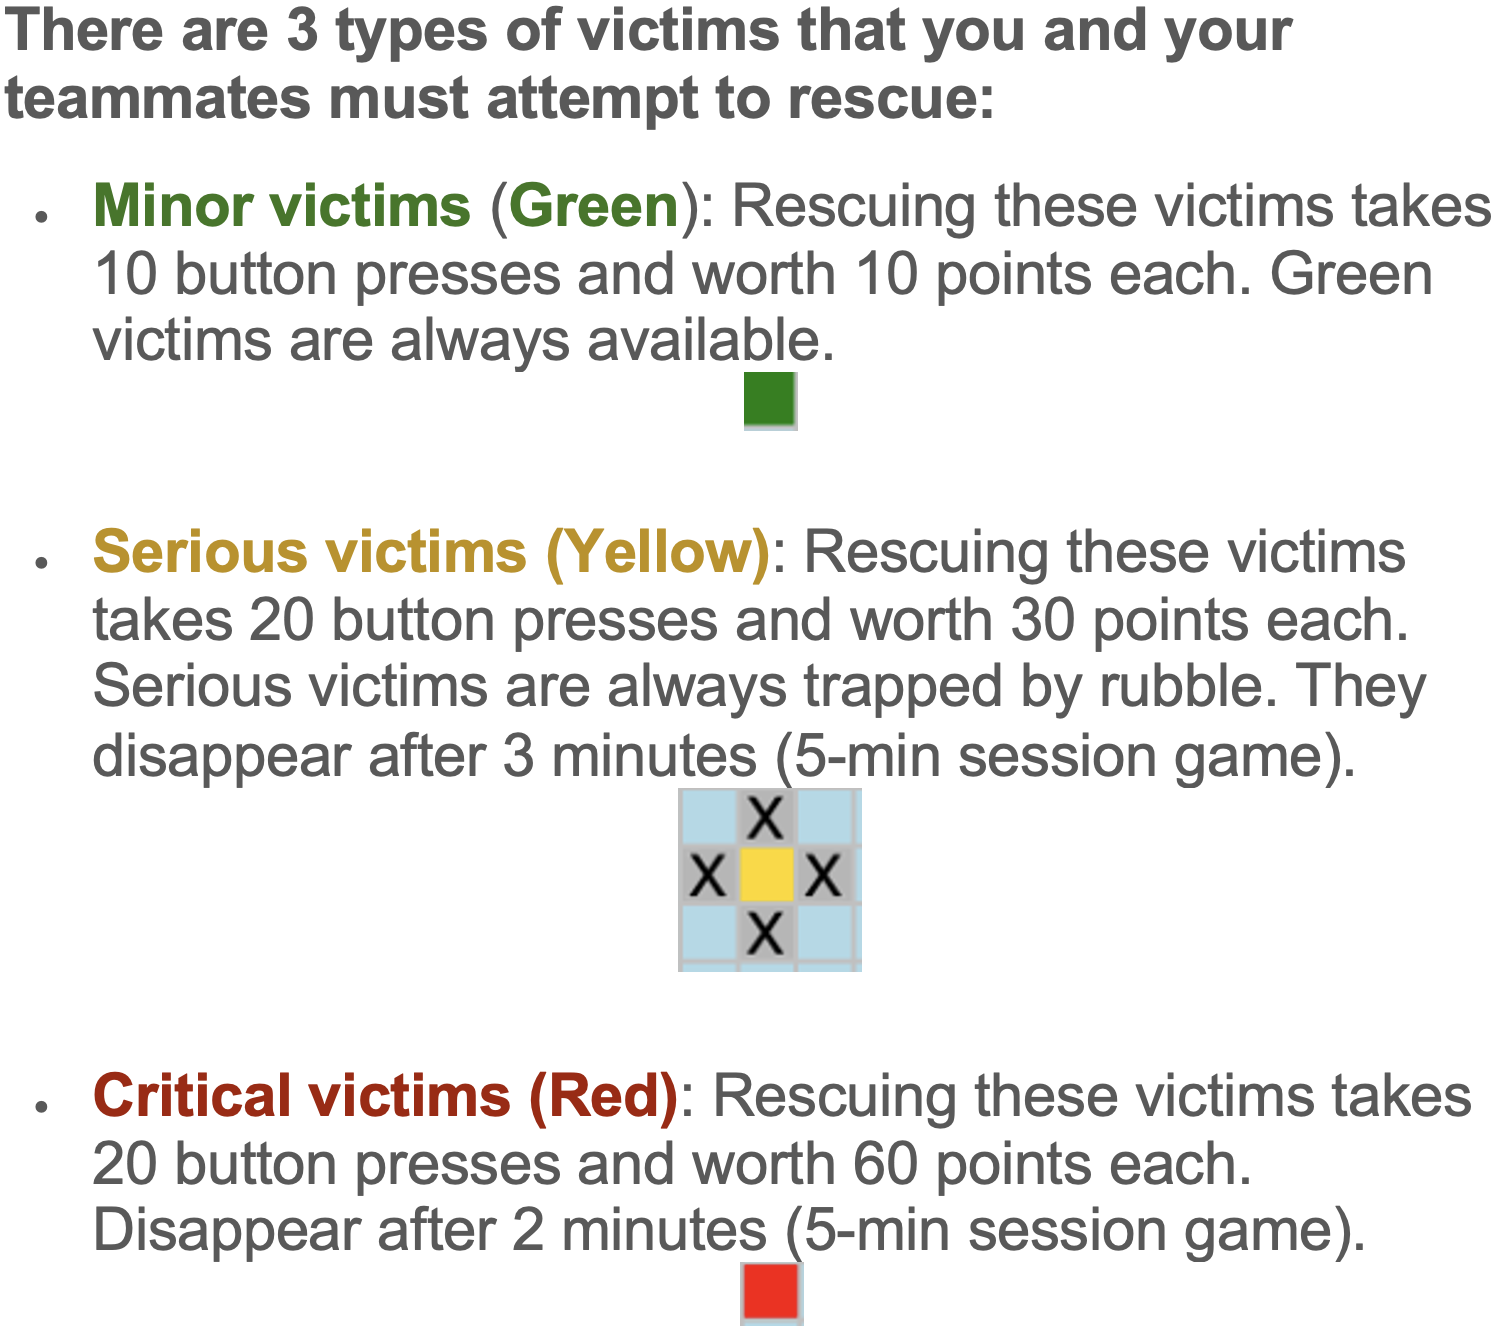 There are 3 types of victims that you and your
teammates must attempt to rescue:
• Minor victims (Green): Rescuing these victims takes
10 button presses and worth 10 points each. Green
victims are always available.
• Serious victims (Yellow): Rescuing these victims
takes 20 button presses and worth 30 points each.
Serious victims are always trapped by rubble. They
disappear after 3 minutes (5-min session game).
X
X X
X
• Critical victims (Red): Rescuing these victims takes
20 button presses and worth 60 points each.
Disappear after 2 minutes (5-min session game).